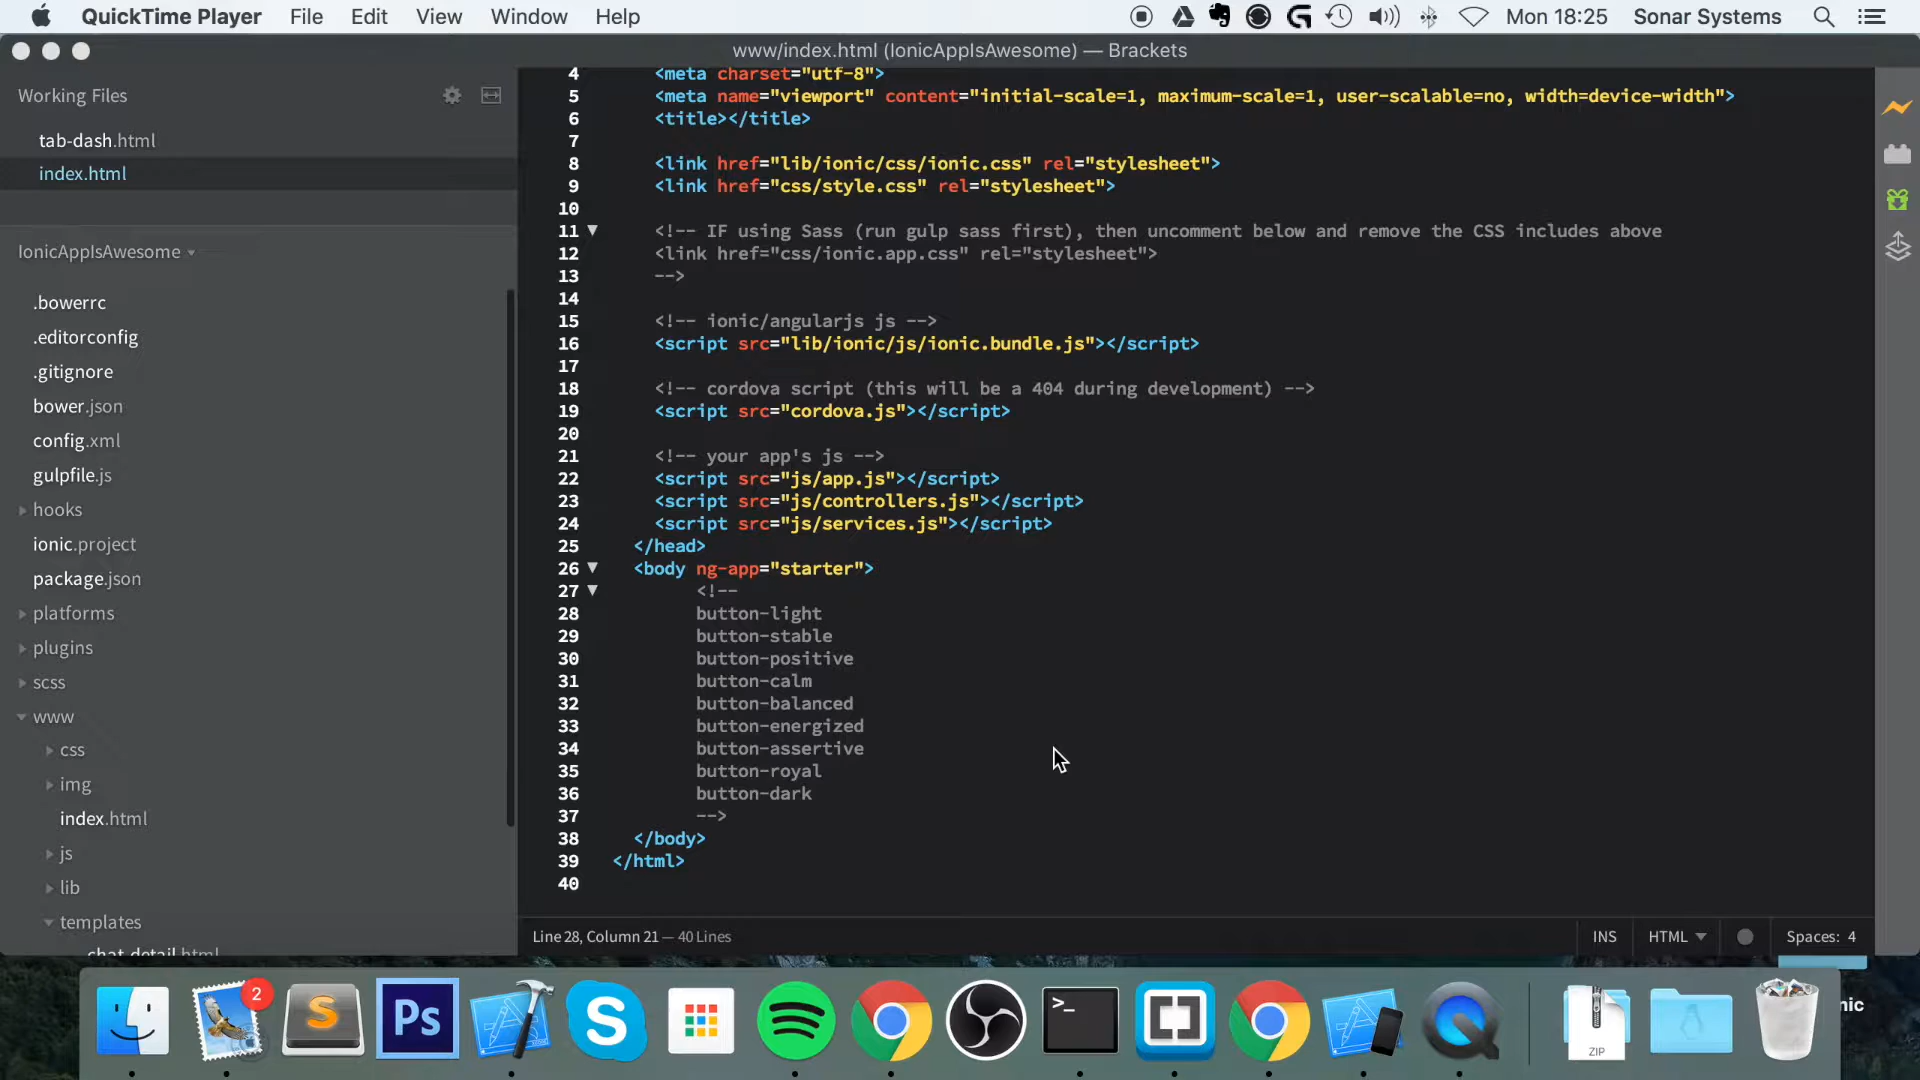 QuickTime Player File Edit View Window Help Mon 18:25 Sonar Systems
www/index.html (IonicAppIsAwesome) — Brackets
Working Files
tab-dash.html
index.html
IonicAppIsAwesome
.bowerrc
.editorconfig
.gitignore
bower.json
config.xml
gulpfile.js
hooks
ionic.project
package.json
platforms
plugins
scss
www
css
img
index.html
js
lib
templates
chat-detail.html
4 <meta charset="utf-8">
5 <meta name="viewport" content="initial-scale=1, maximum-scale=1, user-scalable=no, width=device-width">
6 <title></title>
7
8 <link href="lib/ionic/css/ionic.css" rel="stylesheet">
9 <link href="css/style.css" rel="stylesheet">
10
11 <!-- IF using Sass (run gulp sass first), then uncomment below and remove the CSS includes above
12 <link href="css/ionic.app.css" rel="stylesheet">
13 -->
14
15 <!-- ionic/angularjs js -->
16 <script src="lib/ionic/js/ionic.bundle.js"></script>
17
18 <!-- cordova script (this will be a 404 during development) -->
19 <script src="cordova.js"></script>
20
21 <!-- your app's js -->
22 <script src="js/app.js"></script>
23 <script src="js/controllers.js"></script>
24 <script src="js/services.js"></script>
25 </head>
26 <body ng-app="starter">
27 <!--
28 button-light
29 button-stable
30 button-positive
31 button-calm
32 button-balanced
33 button-energized
34 button-assertive
35 button-royal
36 button-dark
37 -->
38 </body>
39 </html>
40
Line 28, Column 21 — 40 Lines
INS HTML Spaces: 4
2
S
Ps
S
>_
ZIP
nic